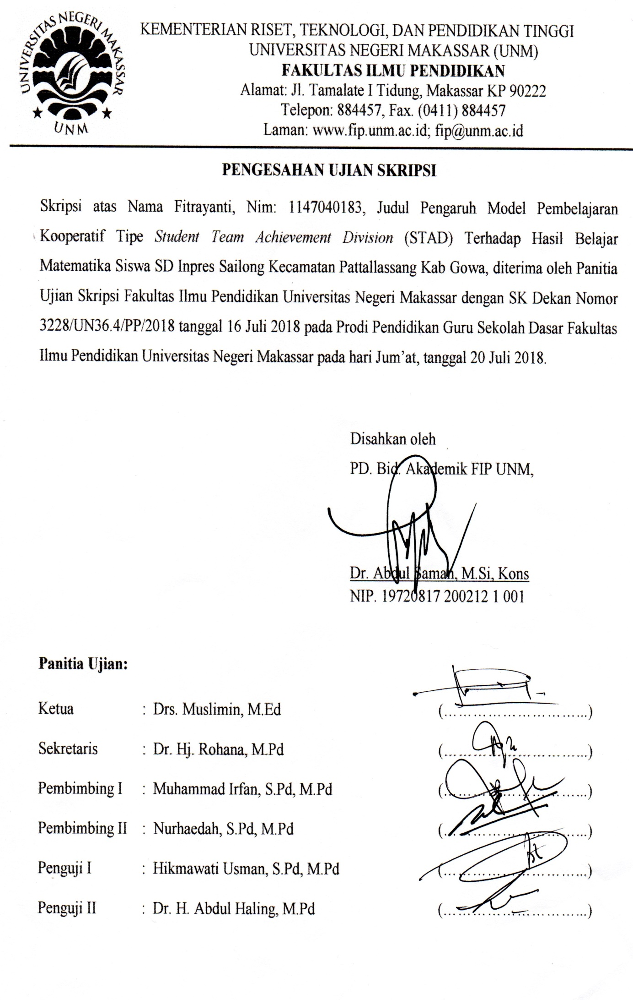 UNIVERSITAS NEGERI MAKASSAR
UNM
KEMENTERIAN RISET, TEKNOLOGI, DAN PENDIDIKAN TINGGI
UNIVERSITAS NEGERI MAKASSAR (UNM)
FAKULTAS ILMU PENDIDIKAN
Alamat: Jl. Tamalate I Tidung, Makassar KP 90222
Telepon: 884457, Fax. (0411) 884457
Laman: www.fip.unm.ac.id; fip@unm.ac.id
PENGESAHAN UJIAN SKRIPSI
Skripsi atas Nama Fitrayanti, Nim: 1147040183, Judul Pengaruh Model Pembelajaran
Kooperatif Tipe Student Team Achievement Division (STAD) Terhadap Hasil Belajar
Matematika Siswa SD Inpres Sailong Kecamatan Pattallassang Kab Gowa, diterima oleh Panitia
Ujian Skripsi Fakultas Ilmu Pendidikan Universitas Negeri Makassar dengan SK Dekan Nomor
3228/UN36.4/PP/2018 tanggal 16 Juli 2018 pada Prodi Pendidikan Guru Sekolah Dasar Fakultas
Ilmu Pendidikan Universitas Negeri Makassar pada hari Jum'at, tanggal 20 Juli 2018.
Disahkan oleh
PD. Bid. Akademik FIP UNM,
Dr. Abdul Saman, M.Si, Kons
NIP. 19720817 200212 1 001
Panitia Ujian:
Ketua : Drs. Muslimin, M.Ed (..............................)
Sekretaris : Dr. Hj. Rohana, M.Pd (..............................)
Pembimbing I : Muhammad Irfan, S.Pd, M.Pd (..............................)
Pembimbing II : Nurhaedah, S.Pd, M.Pd (..............................)
Penguji I : Hikmawati Usman, S.Pd, M.Pd (..............................)
Penguji II : Dr. H. Abdul Haling, M.Pd (..............................)